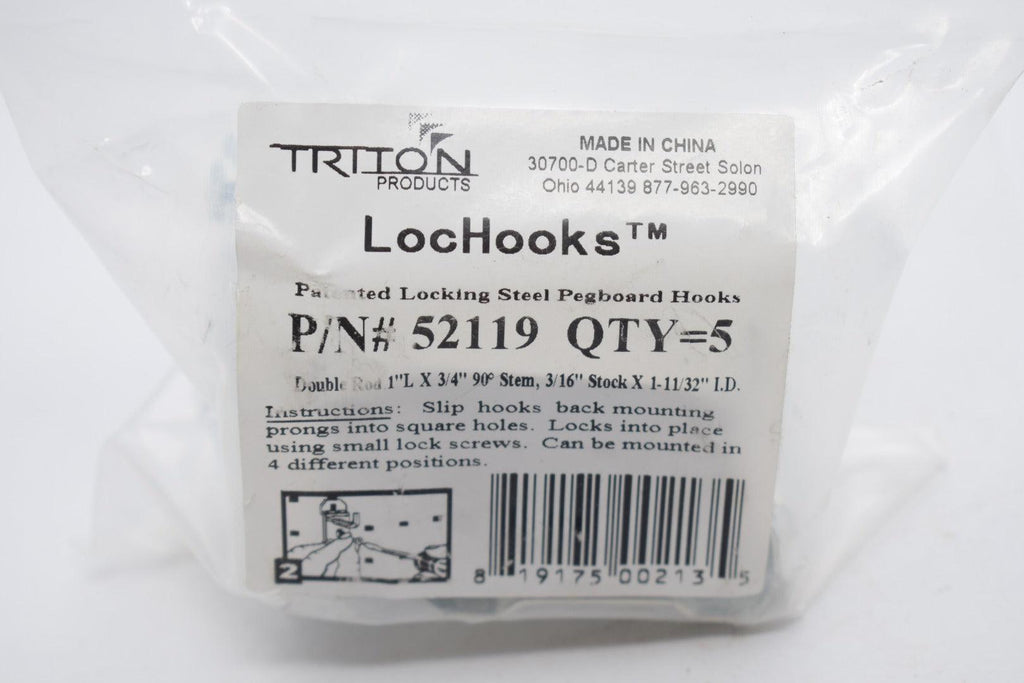 TRITON
PRODUCTS
MADE IN CHINA
30700-D Carter Street Solon
Ohio 44139 877-963-2990
LocHooks™
Patented Locking Steel Pegboard Hooks
P/N# 52119 QTY=5
Double Rod 1"L X 3/4" 90º Stem, 3/16" Stock X 1-11/32" I.D.
Instructions: Slip hooks back mounting
prongs into square holes. Locks into place
using small lock screws. Can be mounted in
4 different positions.
2
8 19175 00213 5